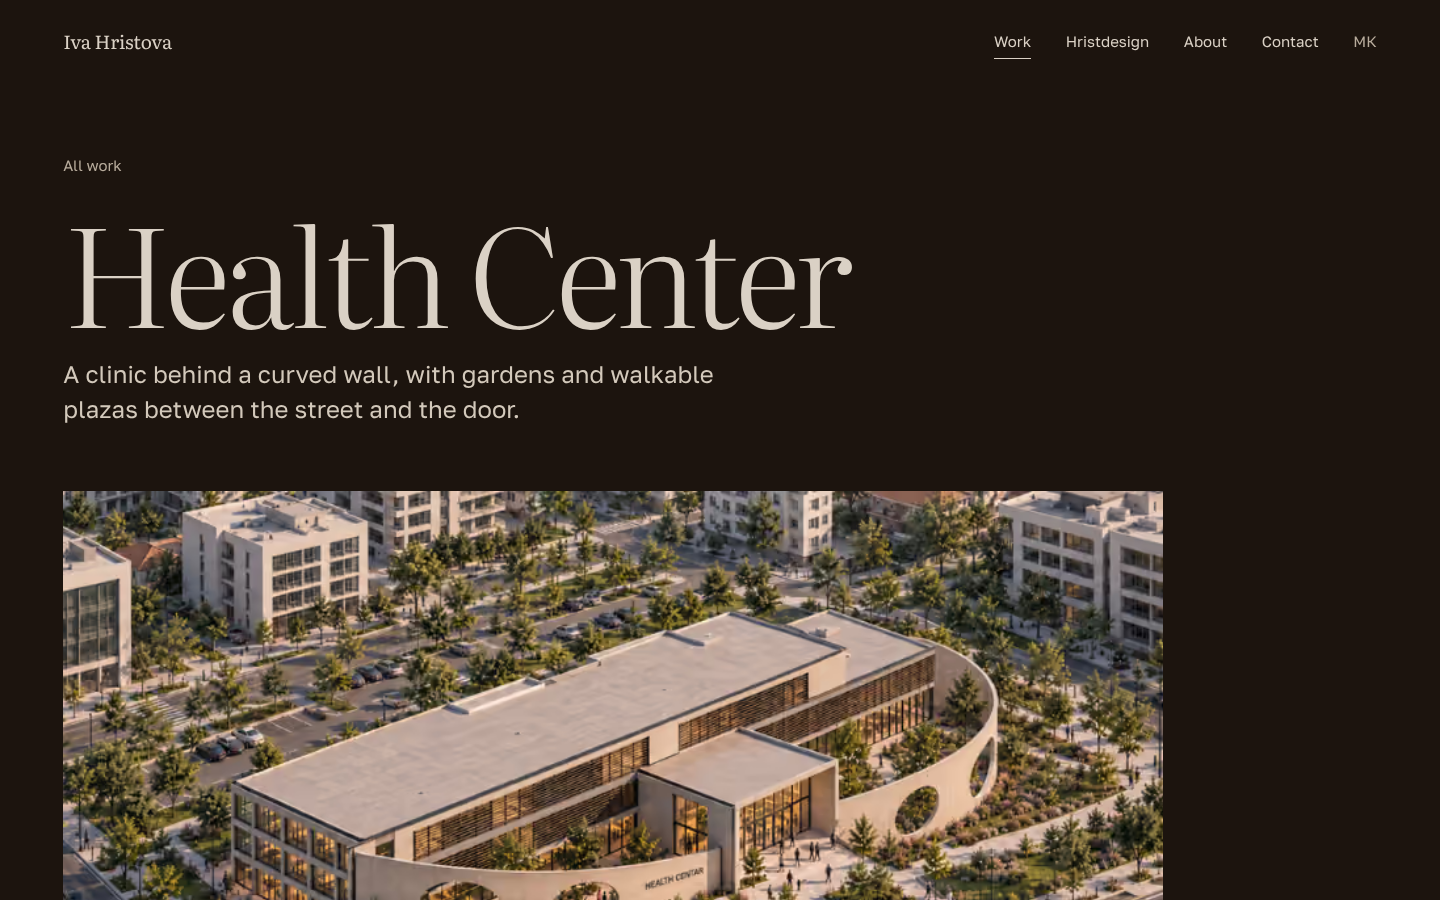 Iva Hristova
Work
Hristdesign
About
Contact
MK
All work
Health Center
A clinic behind a curved wall, with gardens and walkable
plazas between the street and the door.
HEALTH CENTAR